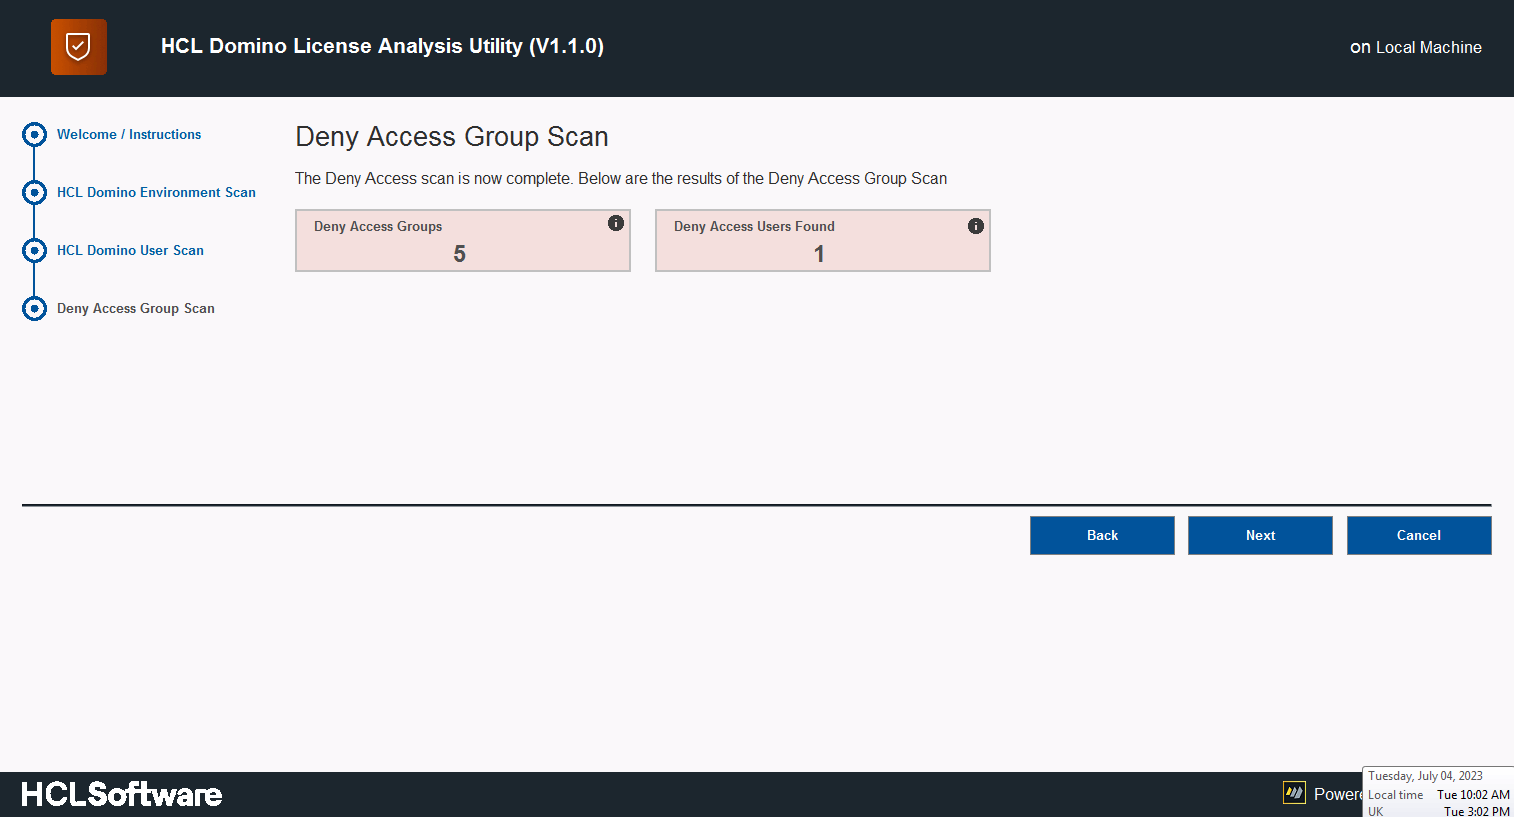 HCL Domino License Analysis Utility (V1.1.0)
on Local Machine
Welcome / Instructions
HCL Domino Environment Scan
HCL Domino User Scan
Deny Access Group Scan
Deny Access Group Scan
The Deny Access scan is now complete. Below are the results of the Deny Access Group Scan
Deny Access Groups
5
Deny Access Users Found
1
Back
Next
Cancel
HCLSoftware
Tuesday, July 04, 2023
Local time Tue 10:02 AM
UK Tue 3:02 PM